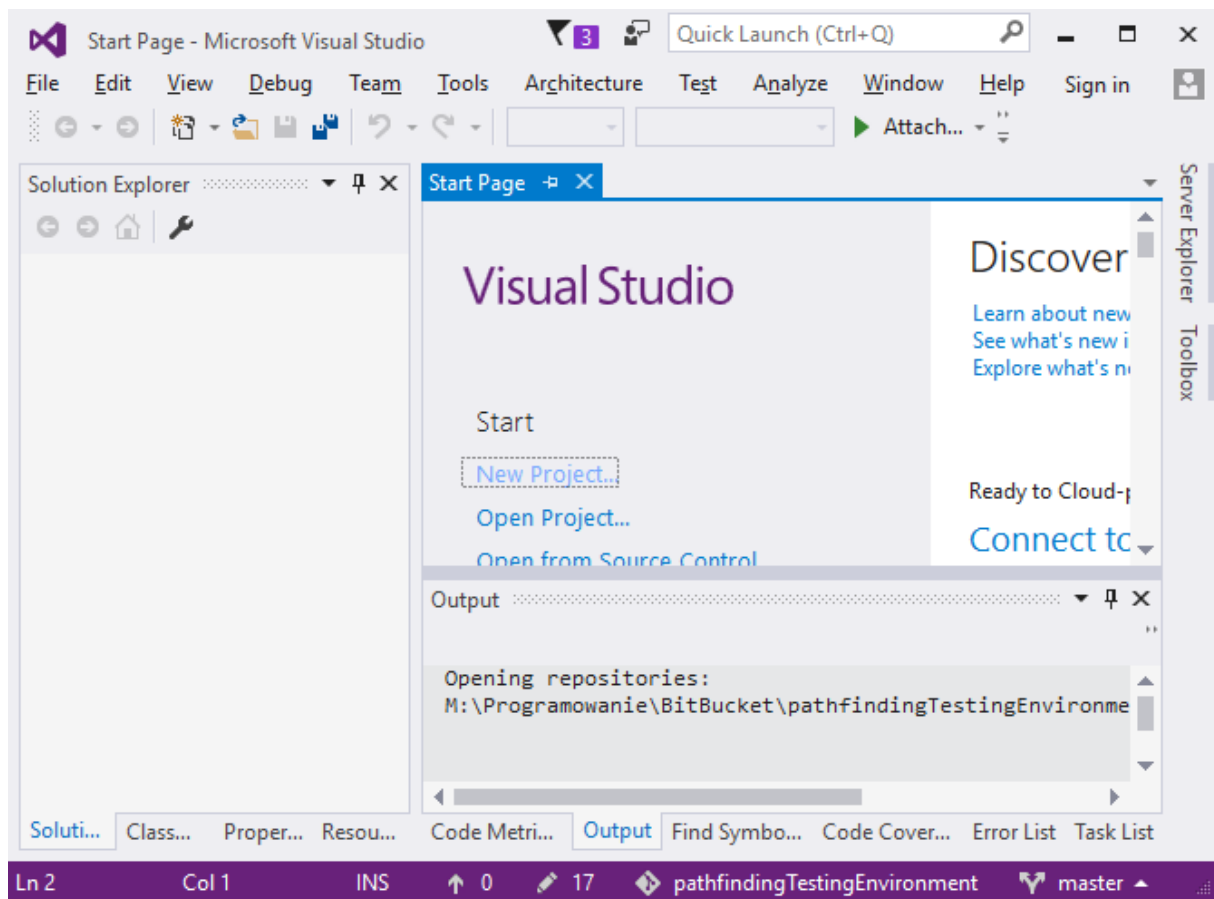 Start Page - Microsoft Visual Studio
3
Quick Launch (Ctrl+Q)
File Edit View Debug Team Tools Architecture Test Analyze Window Help Sign in
Attach...
Solution Explorer
Start Page
Visual Studio
Start
New Project...
Open Project...
Open from Source Control
Discover
Learn about new
See what's new i
Explore what's n
Ready to Cloud-p
Connect to
Server Explorer
Toolbox
Output
Opening repositories:
M:\Programowanie\BitBucket\pathfindingTestingEnvironme
Soluti... Class... Proper... Resou...
Code Metri... Output Find Symbo... Code Cover... Error List Task List
Ln 2 Col 1 INS 0 17 pathfindingTestingEnvironment master